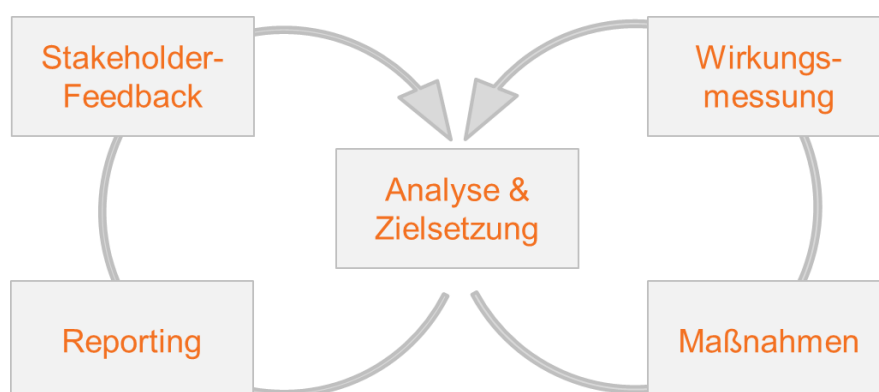 Stakeholder-
Feedback
Wirkungs-
messung
Analyse &
Zielsetzung
Reporting
Maßnahmen